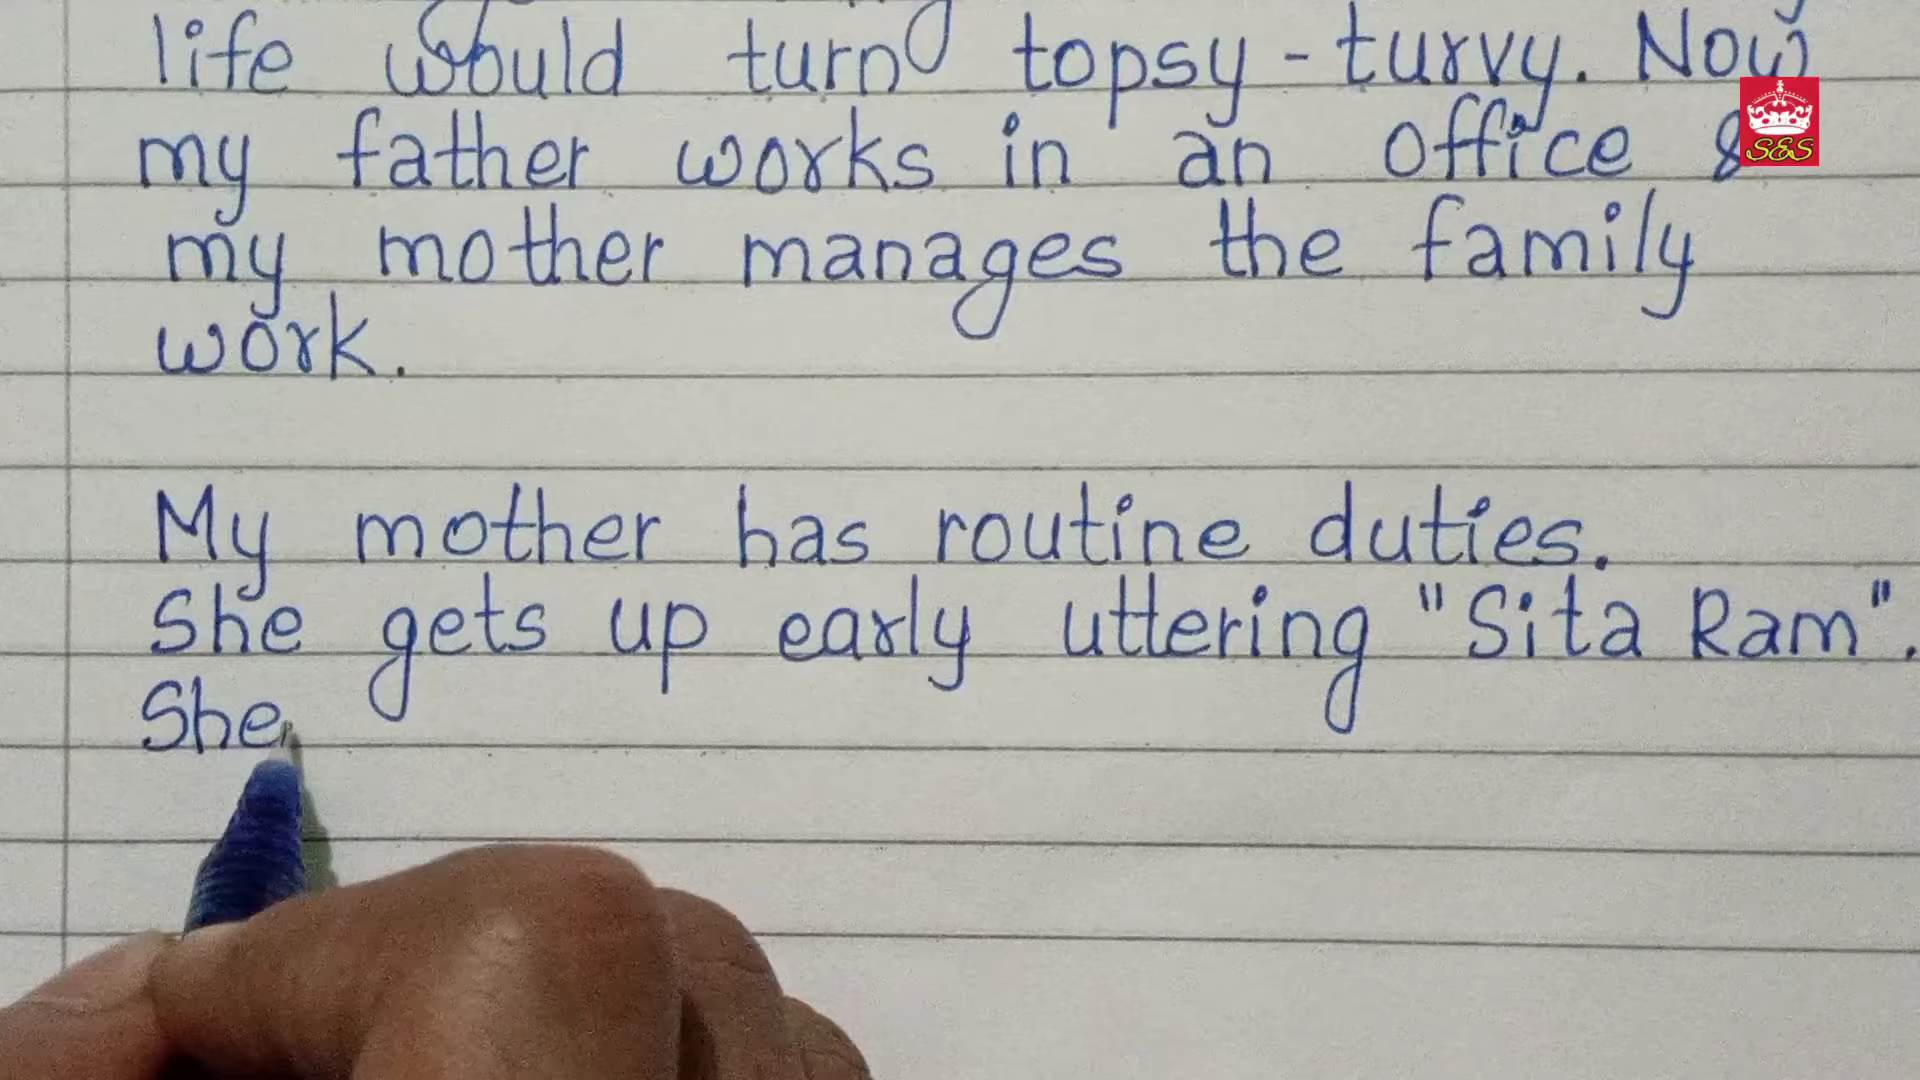 life would turn topsy-turvy. Now
my father works in an office &
my mother manages the family
work.
My mother has routine duties.
She gets up early uttering "Sita Ram".
She
S&S